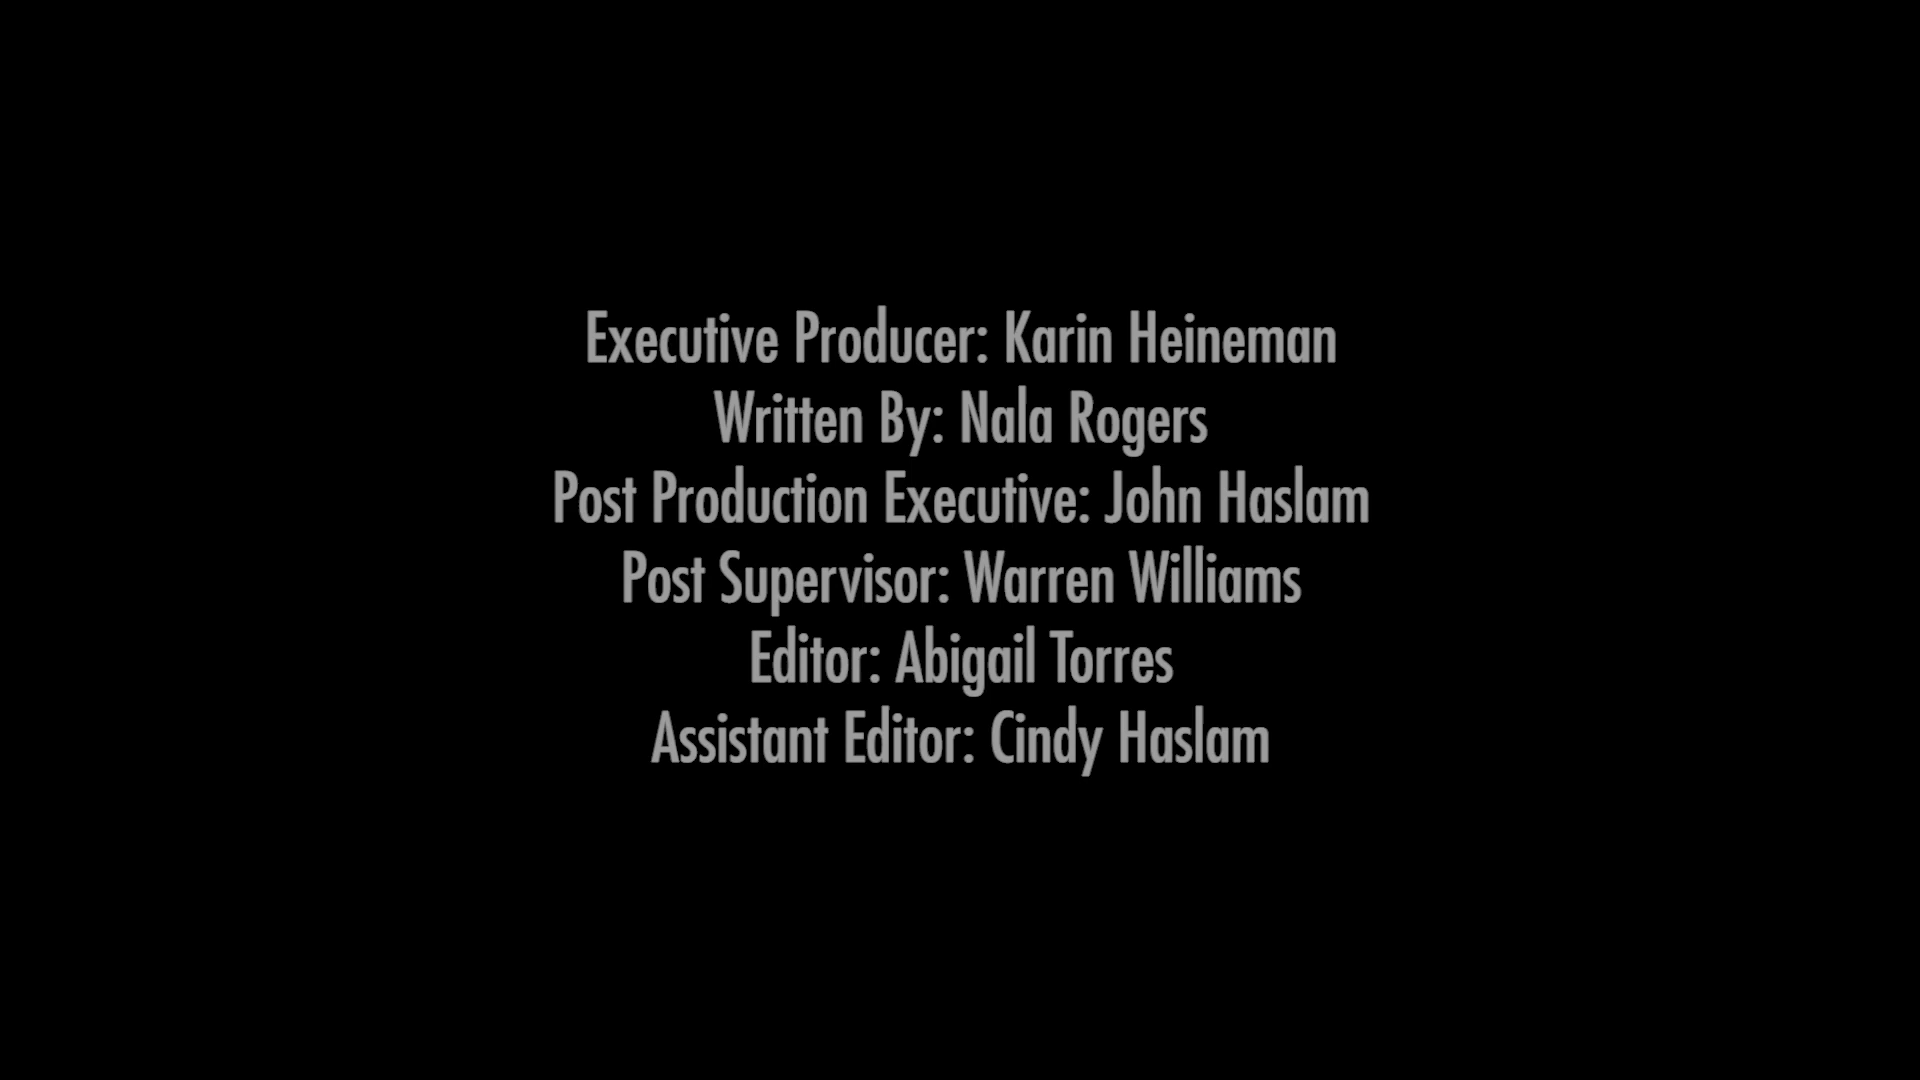 Executive Producer: Karin Heineman
Written By: Nala Rogers
Post Production Executive: John Haslam
Post Supervisor: Warren Williams
Editor: Abigail Torres
Assistant Editor: Cindy Haslam